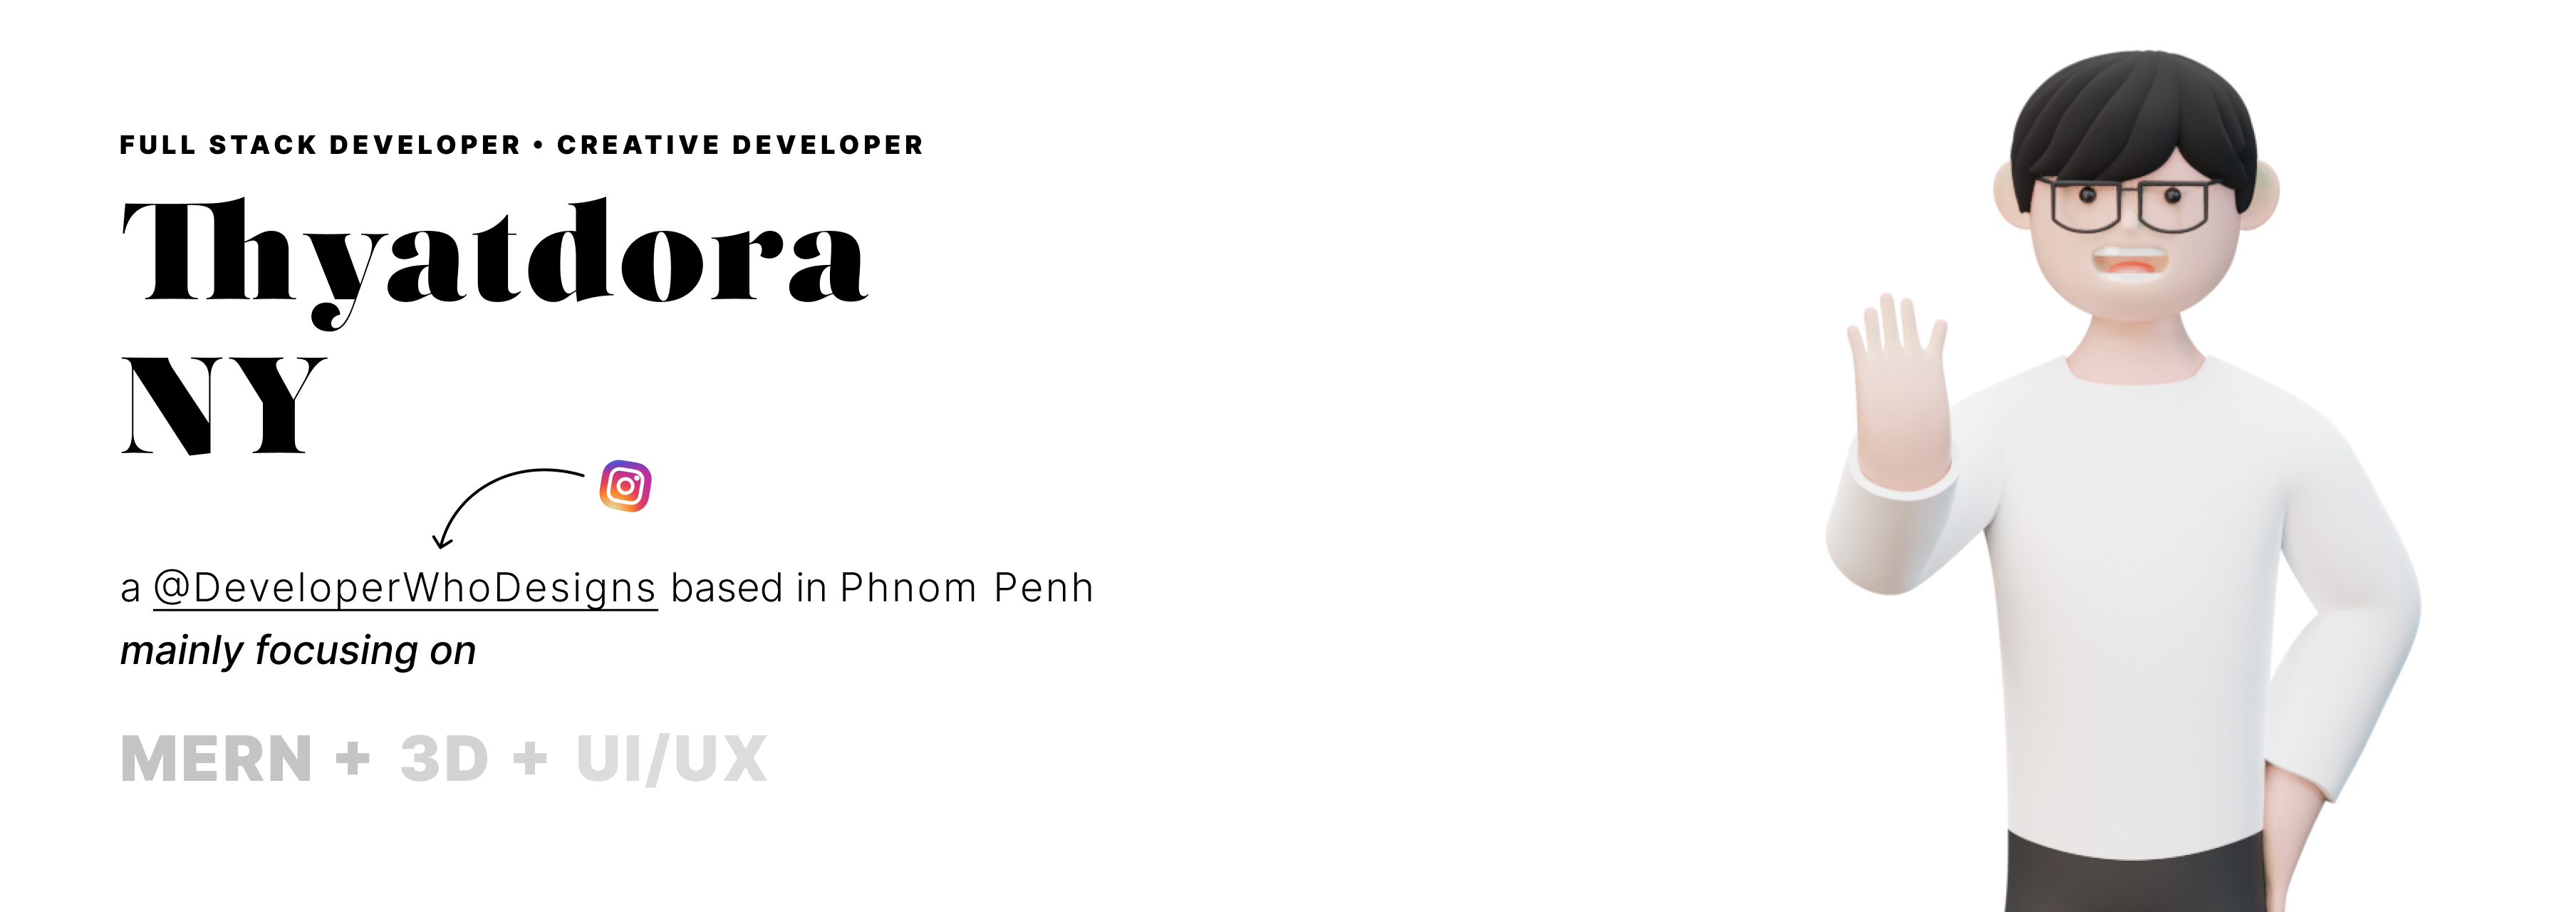 FULL STACK DEVELOPER • CREATIVE DEVELOPER
Thyatdora
NY
a @DeveloperWhoDesigns based in Phnom Penh
mainly focusing on
MERN + 3D + UI/UX